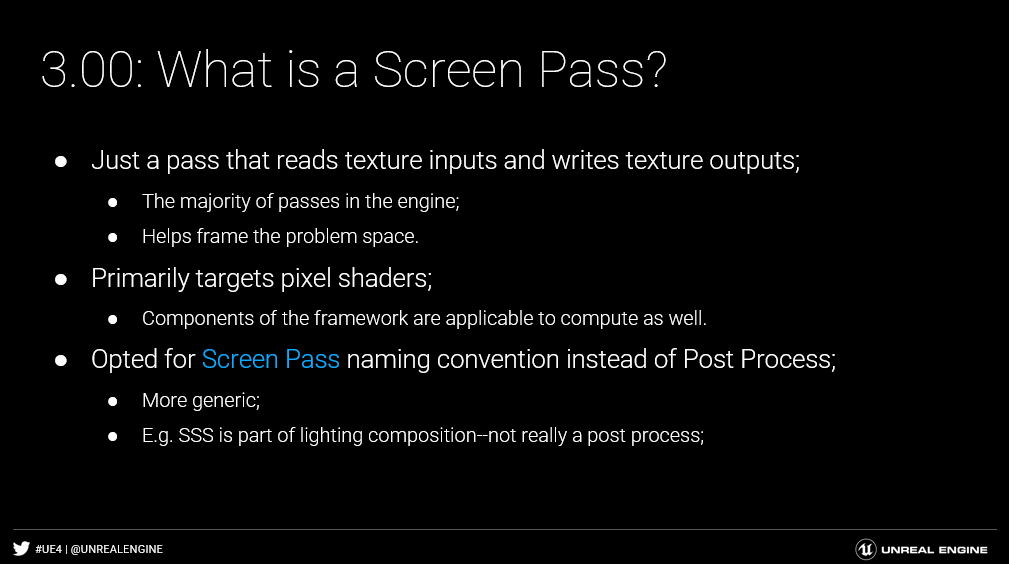 3.00: What is a Screen Pass?
● Just a pass that reads texture inputs and writes texture outputs;
● The majority of passes in the engine;
● Helps frame the problem space.
● Primarily targets pixel shaders;
● Components of the framework are applicable to compute as well.
● Opted for Screen Pass naming convention instead of Post Process;
● More generic;
● E.g. SSS is part of lighting composition--not really a post process;
#UE4 | @UNREALENGINE
UNREAL ENGINE